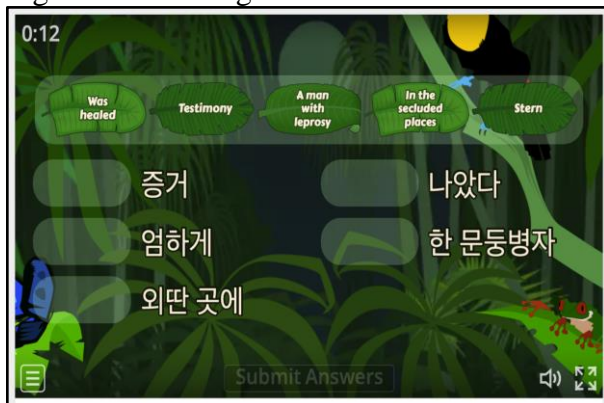 0:12
Was healed
Testimony
A man with leprosy
In the secluded places
Stern
증거
나았다
엄하게
한 문둥병자
외딴 곳에
Submit Answers